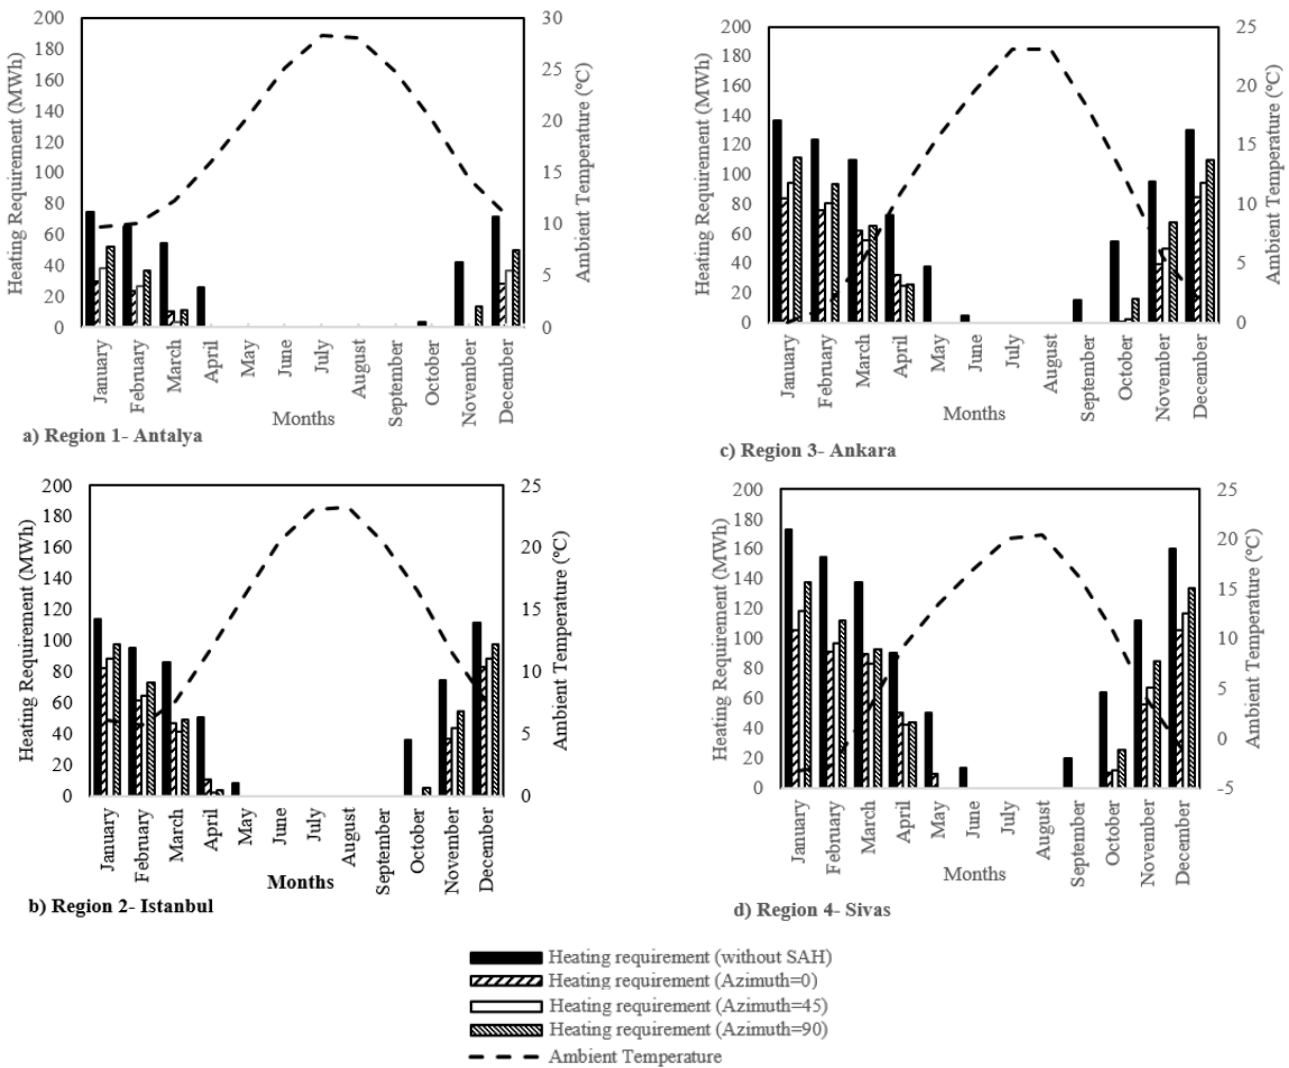 200
180
160
140
120
100
80
60
40
20
0
Heating Requirement (MWh)
30
25
20
15
10
5
0
Ambient Temperature (°C)
January
February
March
April
May
June
July
August
September
October
November
December
Months
a) Region 1- Antalya
200
180
160
140
120
100
80
60
40
20
0
Heating Requirement (MWh)
25
20
15
10
5
0
Ambient Temperature (°C)
January
February
March
April
May
June
July
August
September
October
November
December
Months
c) Region 3- Ankara
200
180
160
140
120
100
80
60
40
20
0
Heating Requirement (MWh)
25
20
15
10
5
0
Ambient Temperature (°C)
January
February
March
April
May
June
July
August
September
October
November
December
Months
b) Region 2- Istanbul
200
180
160
140
120
100
80
60
40
20
0
Heating Requirement (MWh)
25
20
15
10
5
0
-5
Ambient Temperature (°C)
January
February
March
April
May
June
July
August
September
October
November
December
Months
d) Region 4- Sivas
Heating requirement (without SAH)
Heating requirement (Azimuth=0)
Heating requirement (Azimuth=45)
Heating requirement (Azimuth=90)
Ambient Temperature